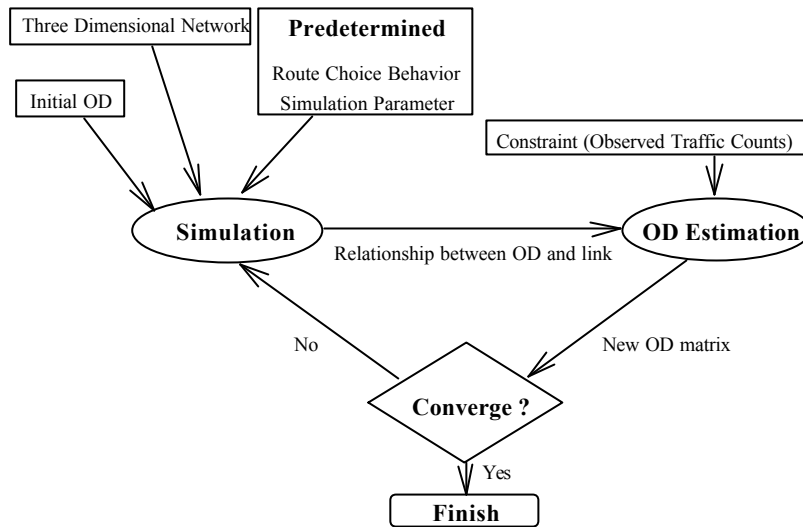 Three Dimensional Network
Predetermined
Route Choice Behavior
Simulation Parameter
Initial OD
Constraint (Observed Traffic Counts)
Simulation
OD Estimation
Relationship between OD and link
No
New OD matrix
Converge ?
Yes
Finish